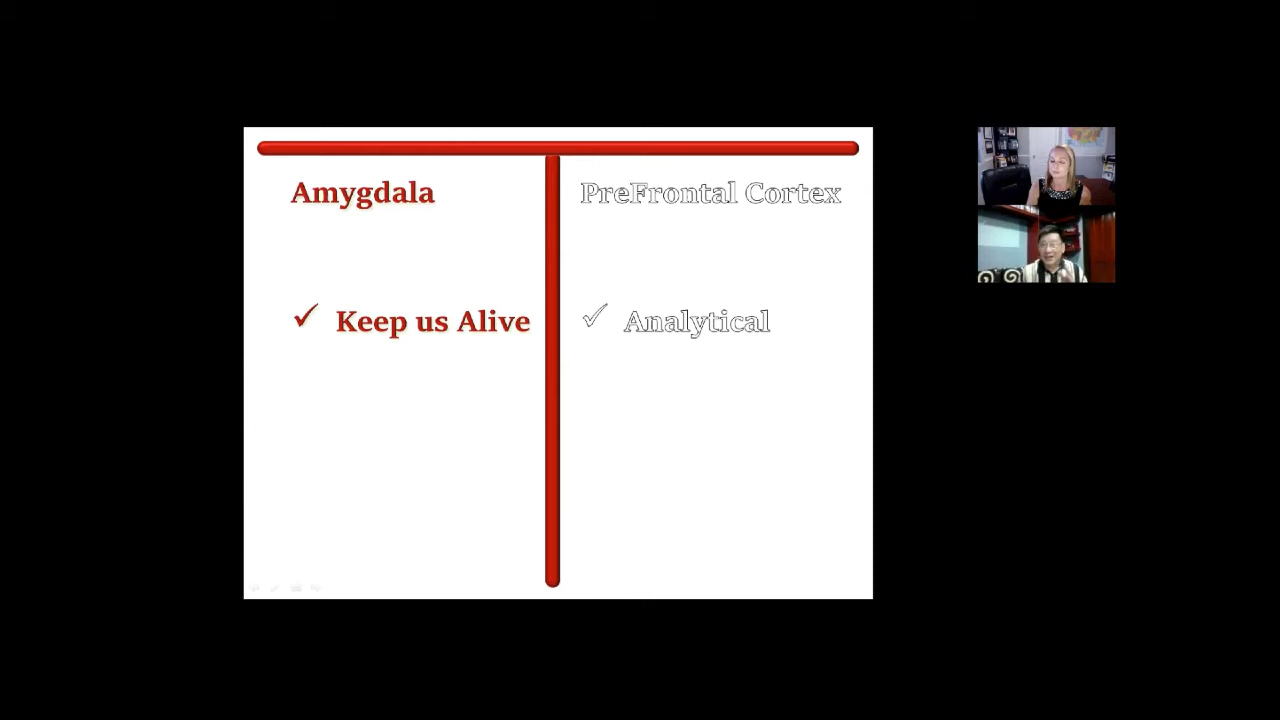 Amygdala
PreFrontal Cortex
✓ Keep us Alive
✓ Analytical